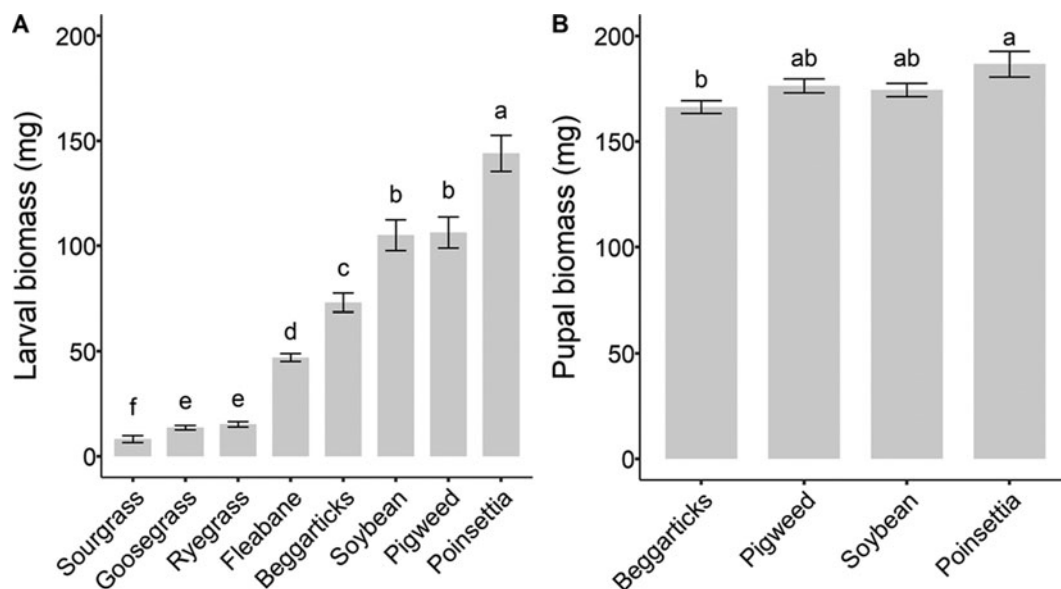 A
Larval biomass (mg)
200
150
100
50
0
f
e
e
d
c
b
b
a
Sourgrass
Goosegrass
Ryegrass
Fleabane
Beggarticks
Soybean
Pigweed
Poinsettia
B
Pupal biomass (mg)
200
150
100
50
0
b
ab
ab
a
Beggarticks
Pigweed
Soybean
Poinsettia